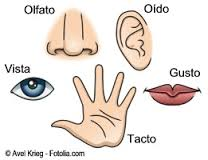 Olfato
Oído
Vista
Gusto
Tacto
© Avel Krieg - Fotolia.com